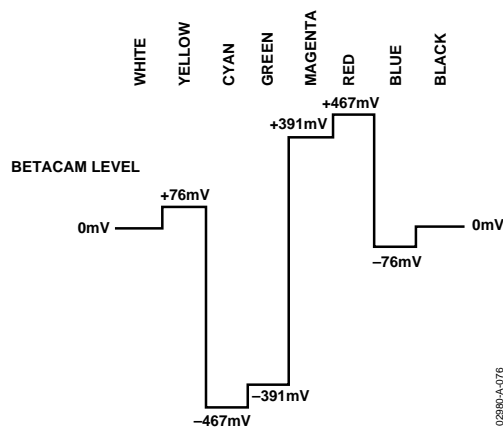 WHITE
YELLOW
CYAN
GREEN
MAGENTA
RED
BLUE
BLACK
+467mV
+391mV
BETACAM LEVEL
+76mV
0mV
0mV
–76mV
–391mV
–467mV
02980-A-076